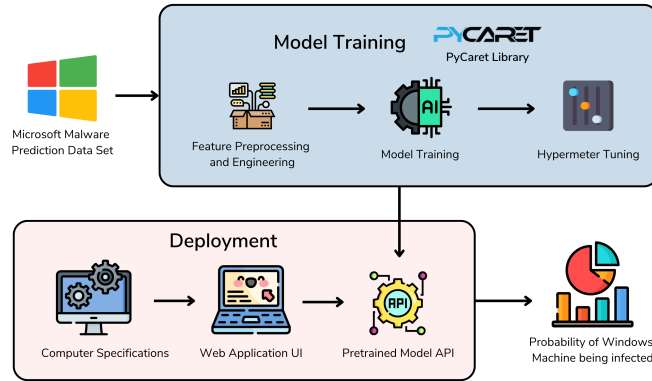 Model Training
PYCARET
PyCaret Library
Microsoft Malware
Prediction Data Set
Feature Preprocessing
and Engineering
AI
Model Training
Hypermeter Tuning
Deployment
Computer Specifications
Web Application UI
API
Pretrained Model API
Probability of Windows
Machine being infected